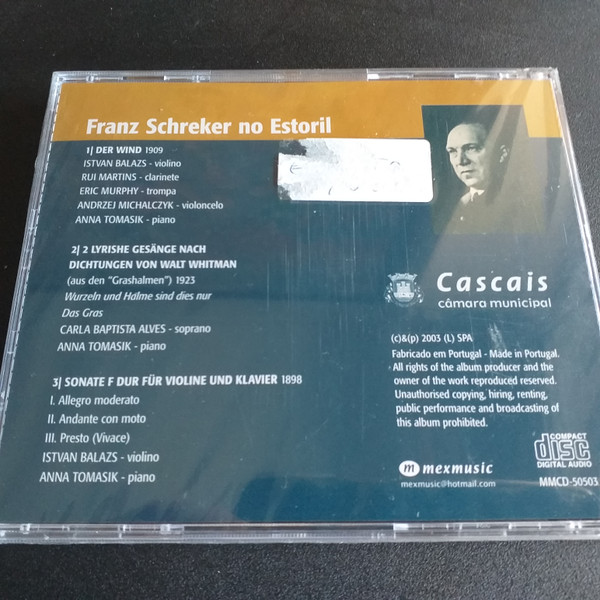 Franz Schreker no Estoril
1| DER WIND 1909
ISTVAN BALAZS - violino
RUI MARTINS - clarinete
ERIC MURPHY - trompa
ANDRZEJ MICHALCZYK - violoncelo
ANNA TOMASIK - piano
2| 2 LYRISHE GESÄNGE NACH
DICHTUNGEN VON WALT WHITMAN
(aus den "Grashalmen") 1923
Wurzeln und Halme sind dies nur
Das Gras
CARLA BAPTISTA ALVES - soprano
ANNA TOMASIK - piano
3| SONATE F DUR FÜR VIOLINE UND KLAVIER 1898
I. Allegro moderato
II. Andante con moto
III. Presto (Vivace)
ISTVAN BALAZS - violino
ANNA TOMASIK - piano
Cascais
câmara municipal
(c)&(p) 2003 (L) SPA
Fabricado em Portugal - Made in Portugal.
All rights of the album producer and the
owner of the work reproduced reserved.
Unauthorised copying, hiring, renting,
public performance and broadcasting of
this album prohibited.
m mexmusic
mexmusic@hotmail.com
COMPACT
disc
DIGITAL AUDIO
MMCD-50503